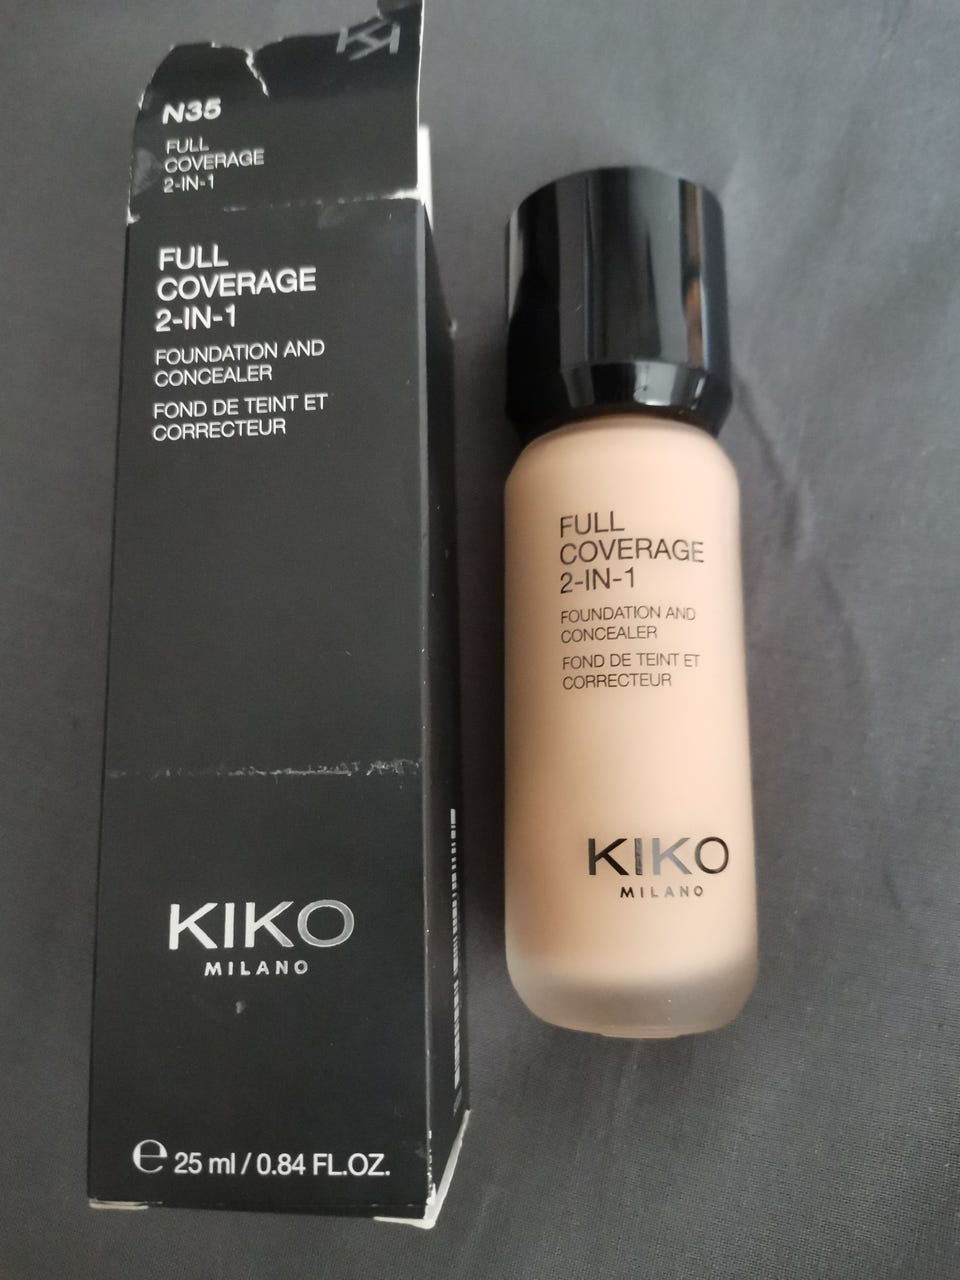 N35
FULL
COVERAGE
2-IN-1
FULL
COVERAGE
2-IN-1
FOUNDATION AND
CONCEALER
FOND DE TEINT ET
CORRECTEUR
KIKO
MILANO
e 25 ml / 0.84 FL.OZ.
FULL
COVERAGE
2-IN-1
FOUNDATION AND
CONCEALER
FOND DE TEINT ET
CORRECTEUR
KIKO
MILANO